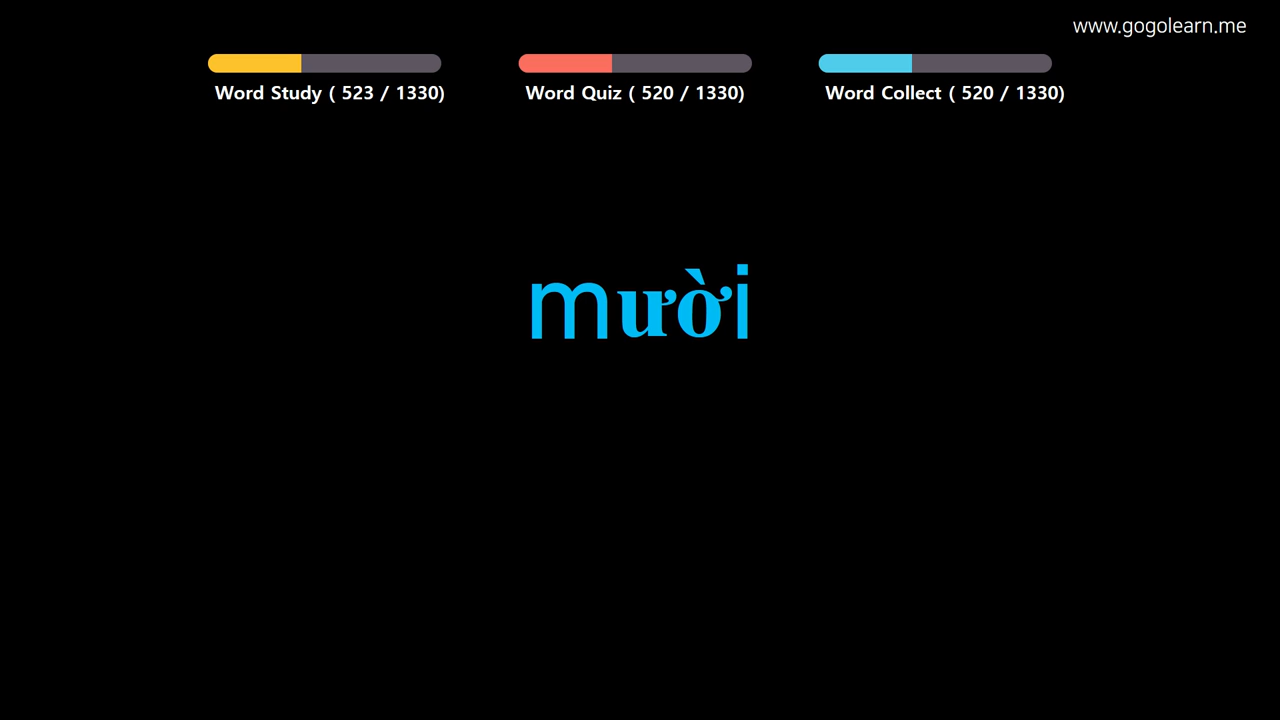 www.gogolearn.me
Word Study ( 523 / 1330)
Word Quiz ( 520 / 1330)
Word Collect ( 520 / 1330)
mười